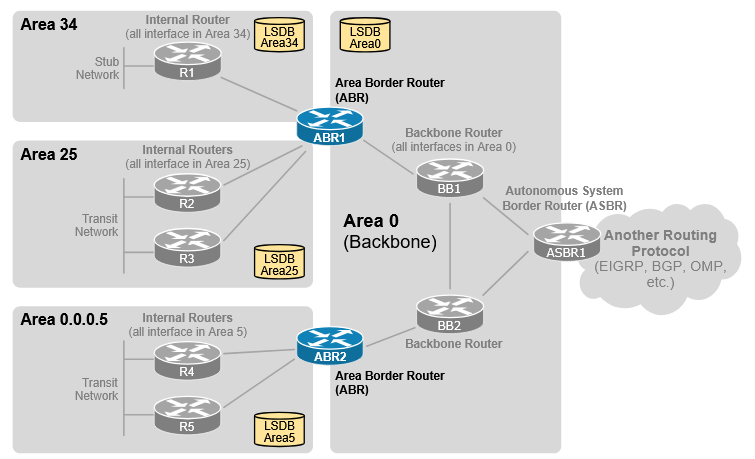 Area 34
Internal Router
(all interface in Area 34)
LSDB
Area34
LSDB
Area0
Stub
Network
R1
Area Border Router
(ABR)
ABR1
Area 25
Internal Routers
(all interface in Area 25)
R2
Transit
Network
R3
LSDB
Area25
Backbone Router
(all interfaces in Area 0)
BB1
Autonomous System
Border Router (ASBR)
Area 0
(Backbone)
ASBR1
Another Routing
Protocol
(EIGRP, BGP, OMP,
etc.)
BB2
Backbone Router
Area 0.0.0.5
Internal Routers
(all interface in Area 5)
R4
Transit
Network
R5
LSDB
Area5
ABR2
Area Border Router
(ABR)